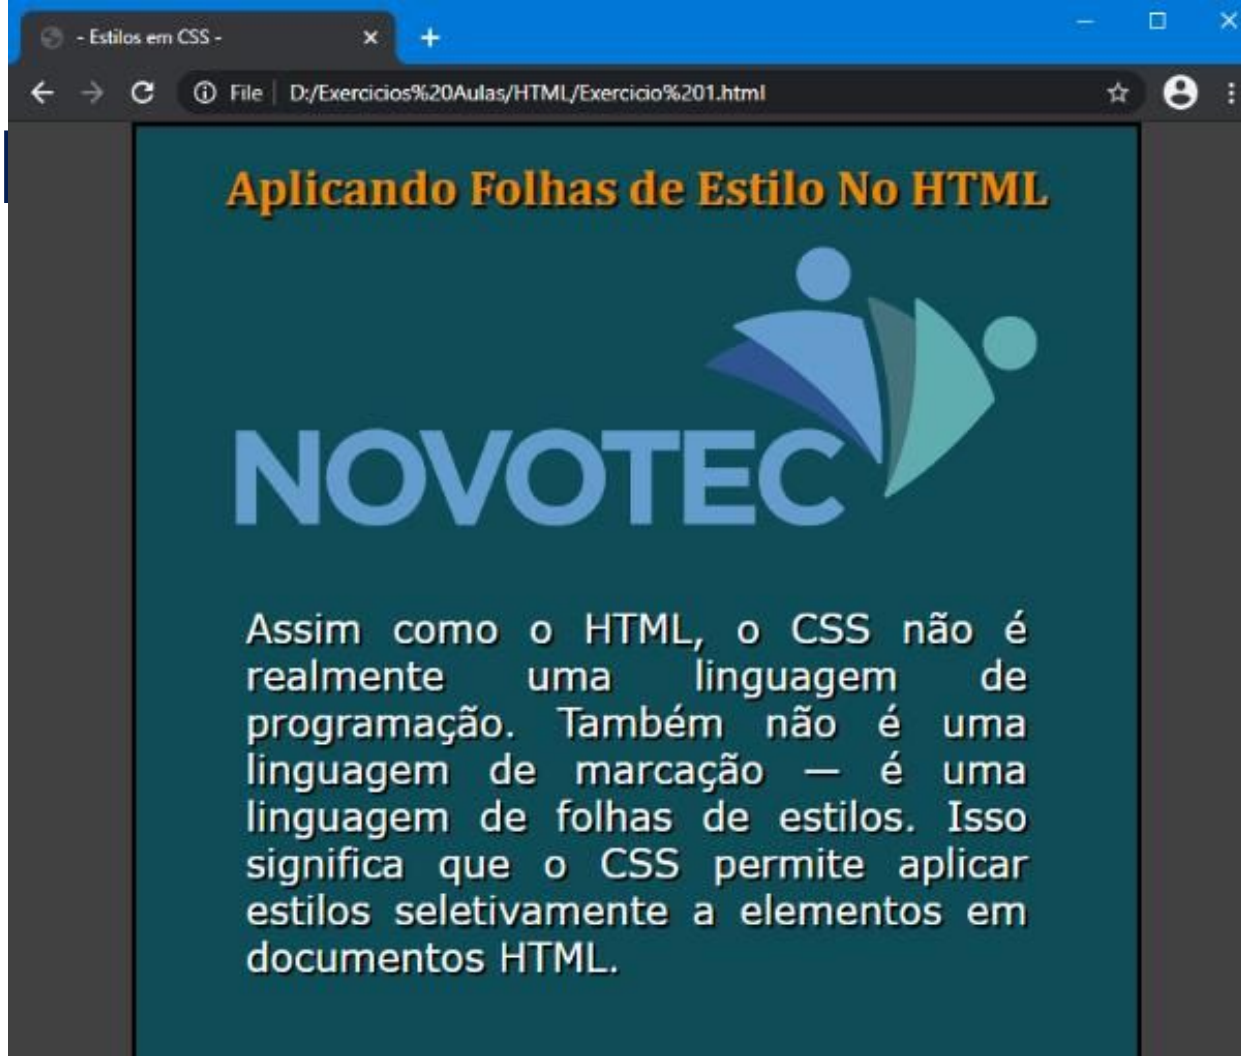 - Estilos em CSS -
File D:/Exercicios%20Aulas/HTML/Exercicio%201.html
Aplicando Folhas de Estilo No HTML
NOVOTEC
Assim como o HTML, o CSS não é
realmente uma linguagem de
programação. Também não é uma
linguagem de marcação — é uma
linguagem de folhas de estilos. Isso
significa que o CSS permite aplicar
estilos seletivamente a elementos em
documentos HTML.